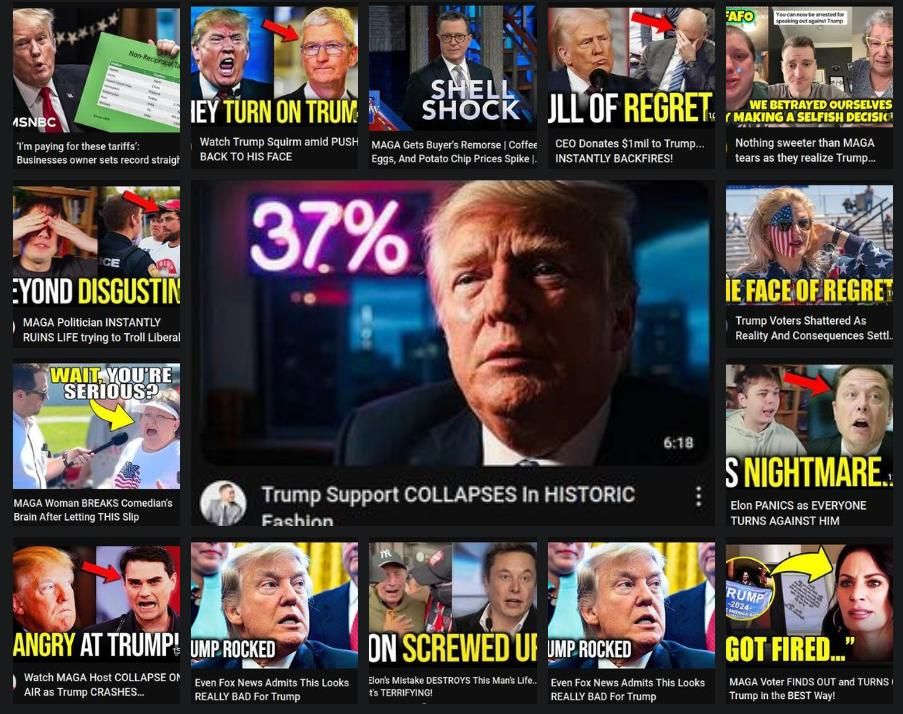 Non-Reciprocal Ta
MSNBC
'I'm paying for these tariffs':
Businesses owner sets record straigh
HEY TURN ON TRUM
Watch Trump Squirm amid PUSH
BACK TO HIS FACE
SHELL
SHOCK
MAGA Gets Buyer's Remorse | Coffee
Eggs, And Potato Chip Prices Spike |.
ULL OF REGRET
CEO Donates $1mil to Trump...
INSTANTLY BACKFIRES!
FAFO
You can now be arrested for
speaking out against Trump
WE BETRAYED OURSELVES
Y MAKING A SELFISH DECISI
Nothing sweeter than MAGA
tears as they realize Trump...
ICE
EYOND DISGUSTIN
MAGA Politician INSTANTLY
RUINS LIFE trying to Troll Liberal
37%
6:18
Trump Support COLLAPSES In HISTORIC
Fashion
HE FACE OF REGRET
Trump Voters Shattered As
Reality And Consequences Settl..
WAIT, YOU'RE
SERIOUS?
MAGA Woman BREAKS Comedian's
Brain After Letting THIS Slip
S NIGHTMARE..
Elon PANICS as EVERYONE
TURNS AGAINST HIM
ANGRY AT TRUMP!
Watch MAGA Host COLLAPSE ON
AIR as Trump CRASHES...
UMP ROCKED
Even Fox News Admits This Looks
REALLY BAD For Trump
ON SCREWED UP
Elon's Mistake DESTROYS This Man's Life...
It's TERRIFYING!
UMP ROCKED
Even Fox News Admits This Looks
REALLY BAD For Trump
TRUMP
2024
GOT FIRED..."
MAGA Voter FINDS OUT and TURNS
Trump in the BEST Way!